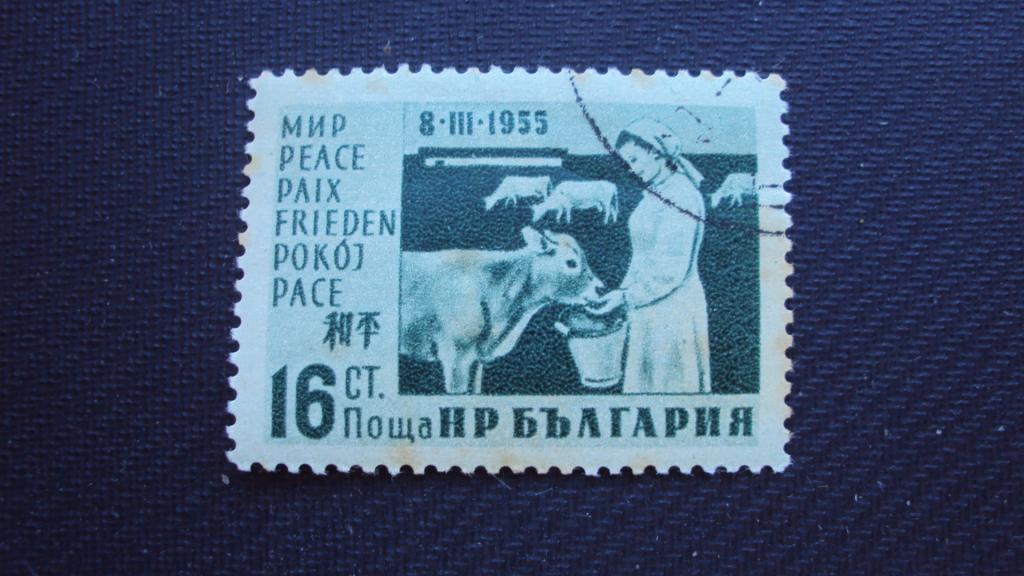 МИР
PEACE
PAIX
FRIEDEN
POKÓJ
PACE
和平
8·III·1955
16 СТ.
Поща НР БЪЛГАРИЯ